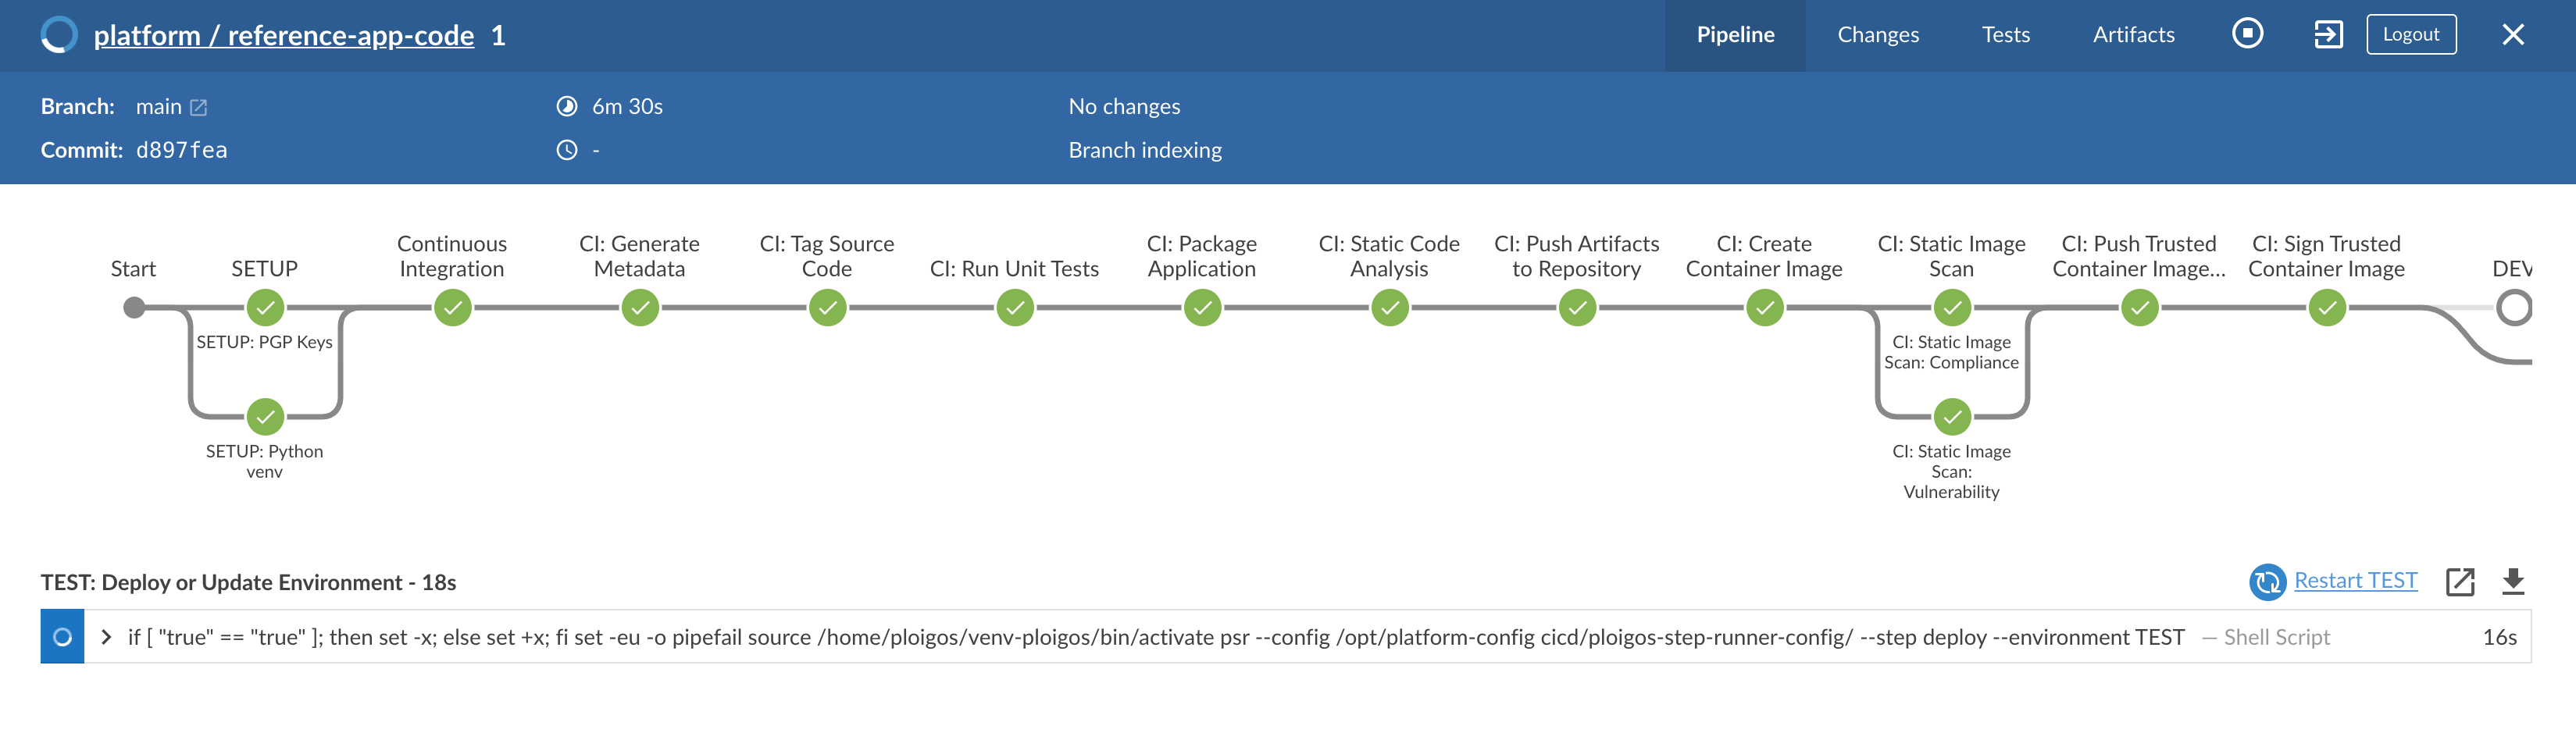 platform / reference-app-code 1
Pipeline
Changes
Tests
Artifacts
Logout
Branch: main
6m 30s
No changes
Commit: d897fea
-
Branch indexing
Start
SETUP
Continuous
Integration
CI: Generate
Metadata
CI: Tag Source
Code
CI: Run Unit Tests
CI: Package
Application
CI: Static Code
Analysis
CI: Push Artifacts
to Repository
CI: Create
Container Image
CI: Static Image
Scan
CI: Push Trusted
Container Image...
CI: Sign Trusted
Container Image
DEV
SETUP: PGP Keys
SETUP: Python
venv
CI: Static Image
Scan: Compliance
CI: Static Image
Scan:
Vulnerability
TEST: Deploy or Update Environment - 18s
Restart TEST
if [ "true" == "true" ]; then set -x; else set +x; fi set -eu -o pipefail source /home/ploigos/venv-ploigos/bin/activate psr --config /opt/platform-config cicd/ploigos-step-runner-config/ --step deploy --environment TEST — Shell Script 16s